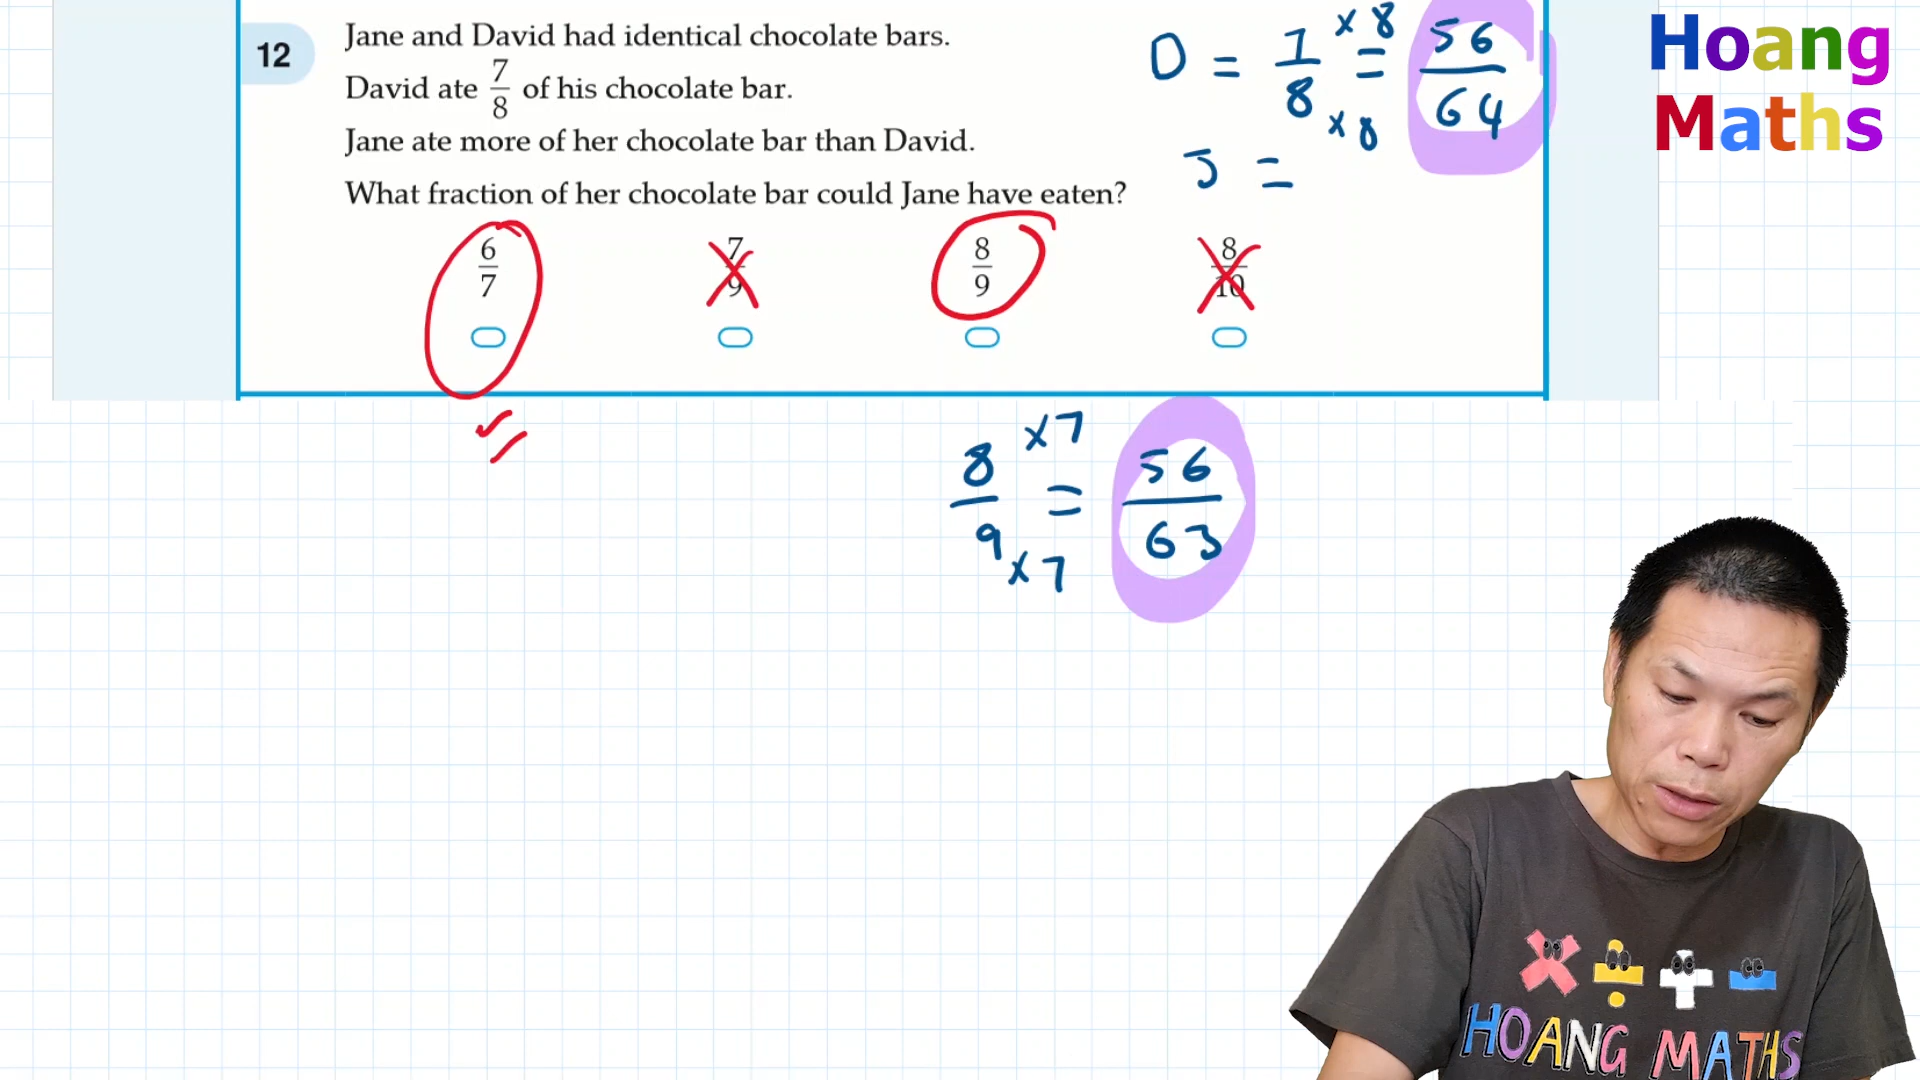 12
Jane and David had identical chocolate bars.
David ate 7/8 of his chocolate bar.
Jane ate more of her chocolate bar than David.
What fraction of her chocolate bar could Jane have eaten?
6/7 7/9 8/9 8/10
D = 7/8 × 8 = 56/64
× 8
J =
8/9 × 7 = 56/63
× 7
Hoang
Maths
HOANG MATHS